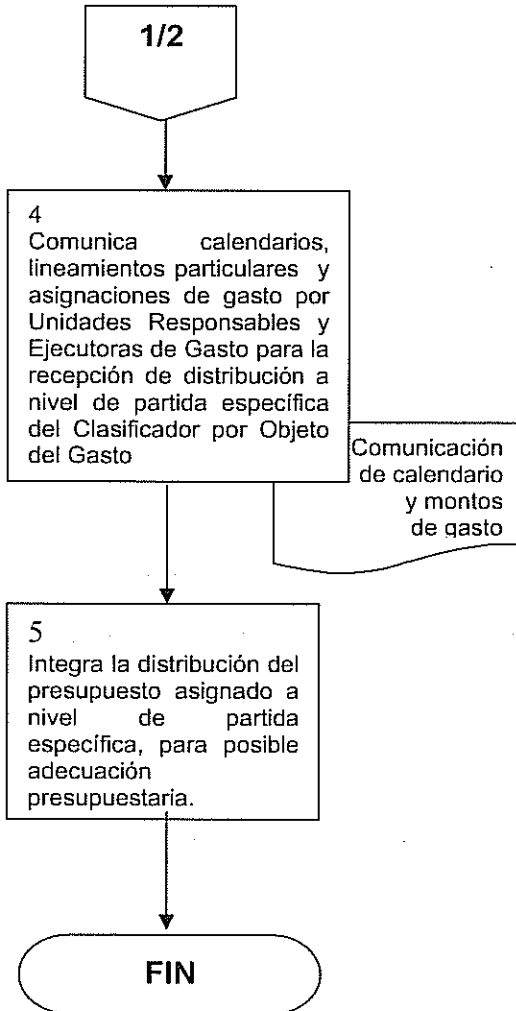 1/2
4
Comunica calendarios,
lineamientos particulares y
asignaciones de gasto por
Unidades Responsables y
Ejecutoras de Gasto para la
recepción de distribución a
nivel de partida específica
del Clasificador por Objeto
del Gasto
Comunicación
de calendario
y montos
de gasto
5
Integra la distribución del
presupuesto asignado a
nivel de partida
específica, para posible
adecuación
presupuestaria.
FIN